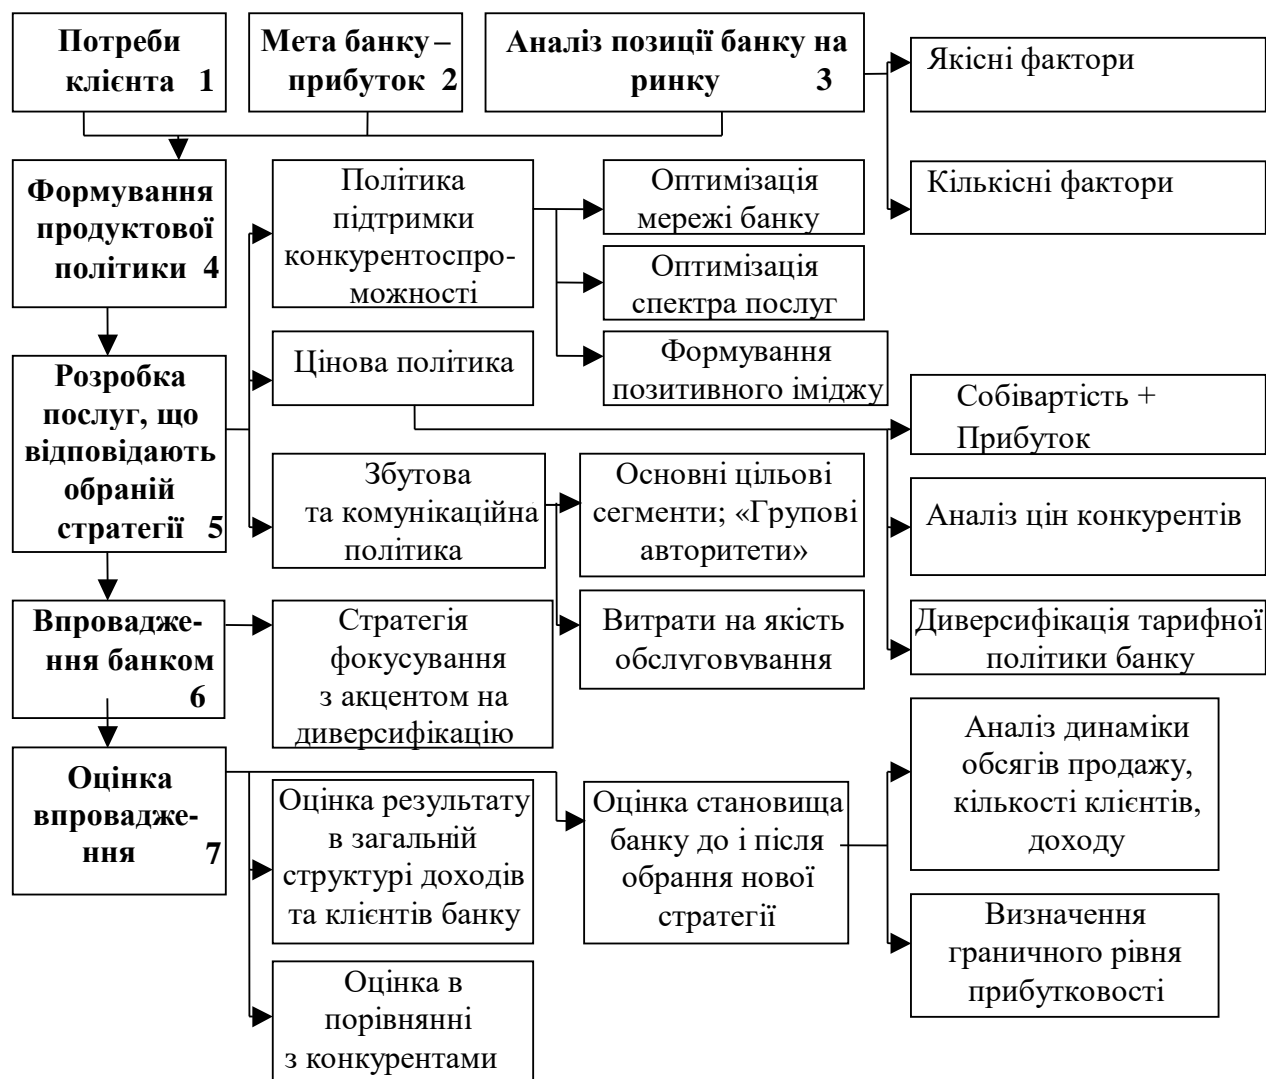 Потреби
клієнта 1
Мета банку –
прибуток 2
Аналіз позиції банку на
ринку 3
Якісні фактори
Кількісні фактори
Формування
продуктової
політики 4
Політика
підтримки
конкурентоспро-
можності
Оптимізація
мережі банку
Оптимізація
спектра послуг
Формування
позитивного іміджу
Розробка
послуг, що
відповідають
обраній
стратегії 5
Цінова політика
Собівартість +
Прибуток
Збутова
та комунікаційна
політика
Основні цільові
сегменти; «Групові
авторитети»
Аналіз цін конкурентів
Витрати на якість
обслуговування
Диверсифікація тарифної
політики банку
Впровадже-
ння банком
6
Стратегія
фокусування
з акцентом на
диверсифікацію
Оцінка
впровадже-
ння 7
Оцінка результату
в загальній
структурі доходів
та клієнтів банку
Оцінка становища
банку до і після
обрання нової
стратегії
Аналіз динаміки
обсягів продажу,
кількості клієнтів,
доходу
Визначення
граничного рівня
прибутковості
Оцінка в
порівнянні
з конкурентами